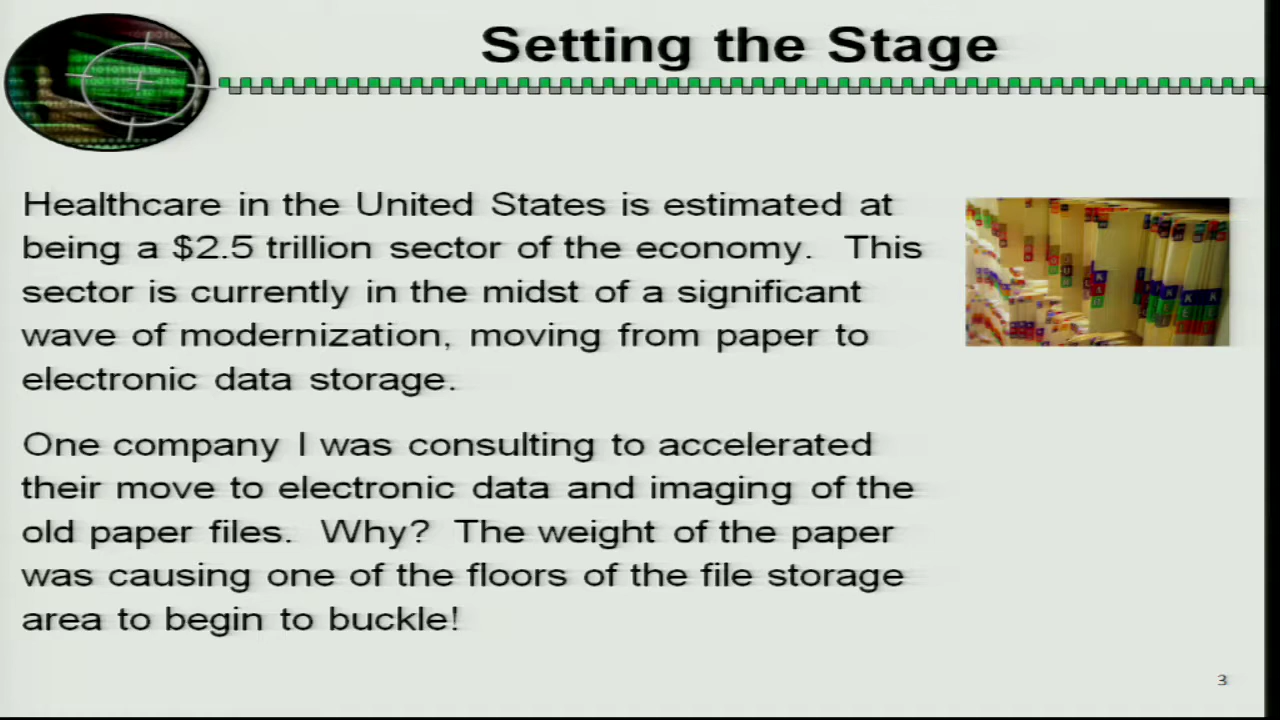 Setting the Stage
Healthcare in the United States is estimated at
being a $2.5 trillion sector of the economy. This
sector is currently in the midst of a significant
wave of modernization, moving from paper to
electronic data storage.
One company I was consulting to accelerated
their move to electronic data and imaging of the
old paper files. Why? The weight of the paper
was causing one of the floors of the file storage
area to begin to buckle!
3